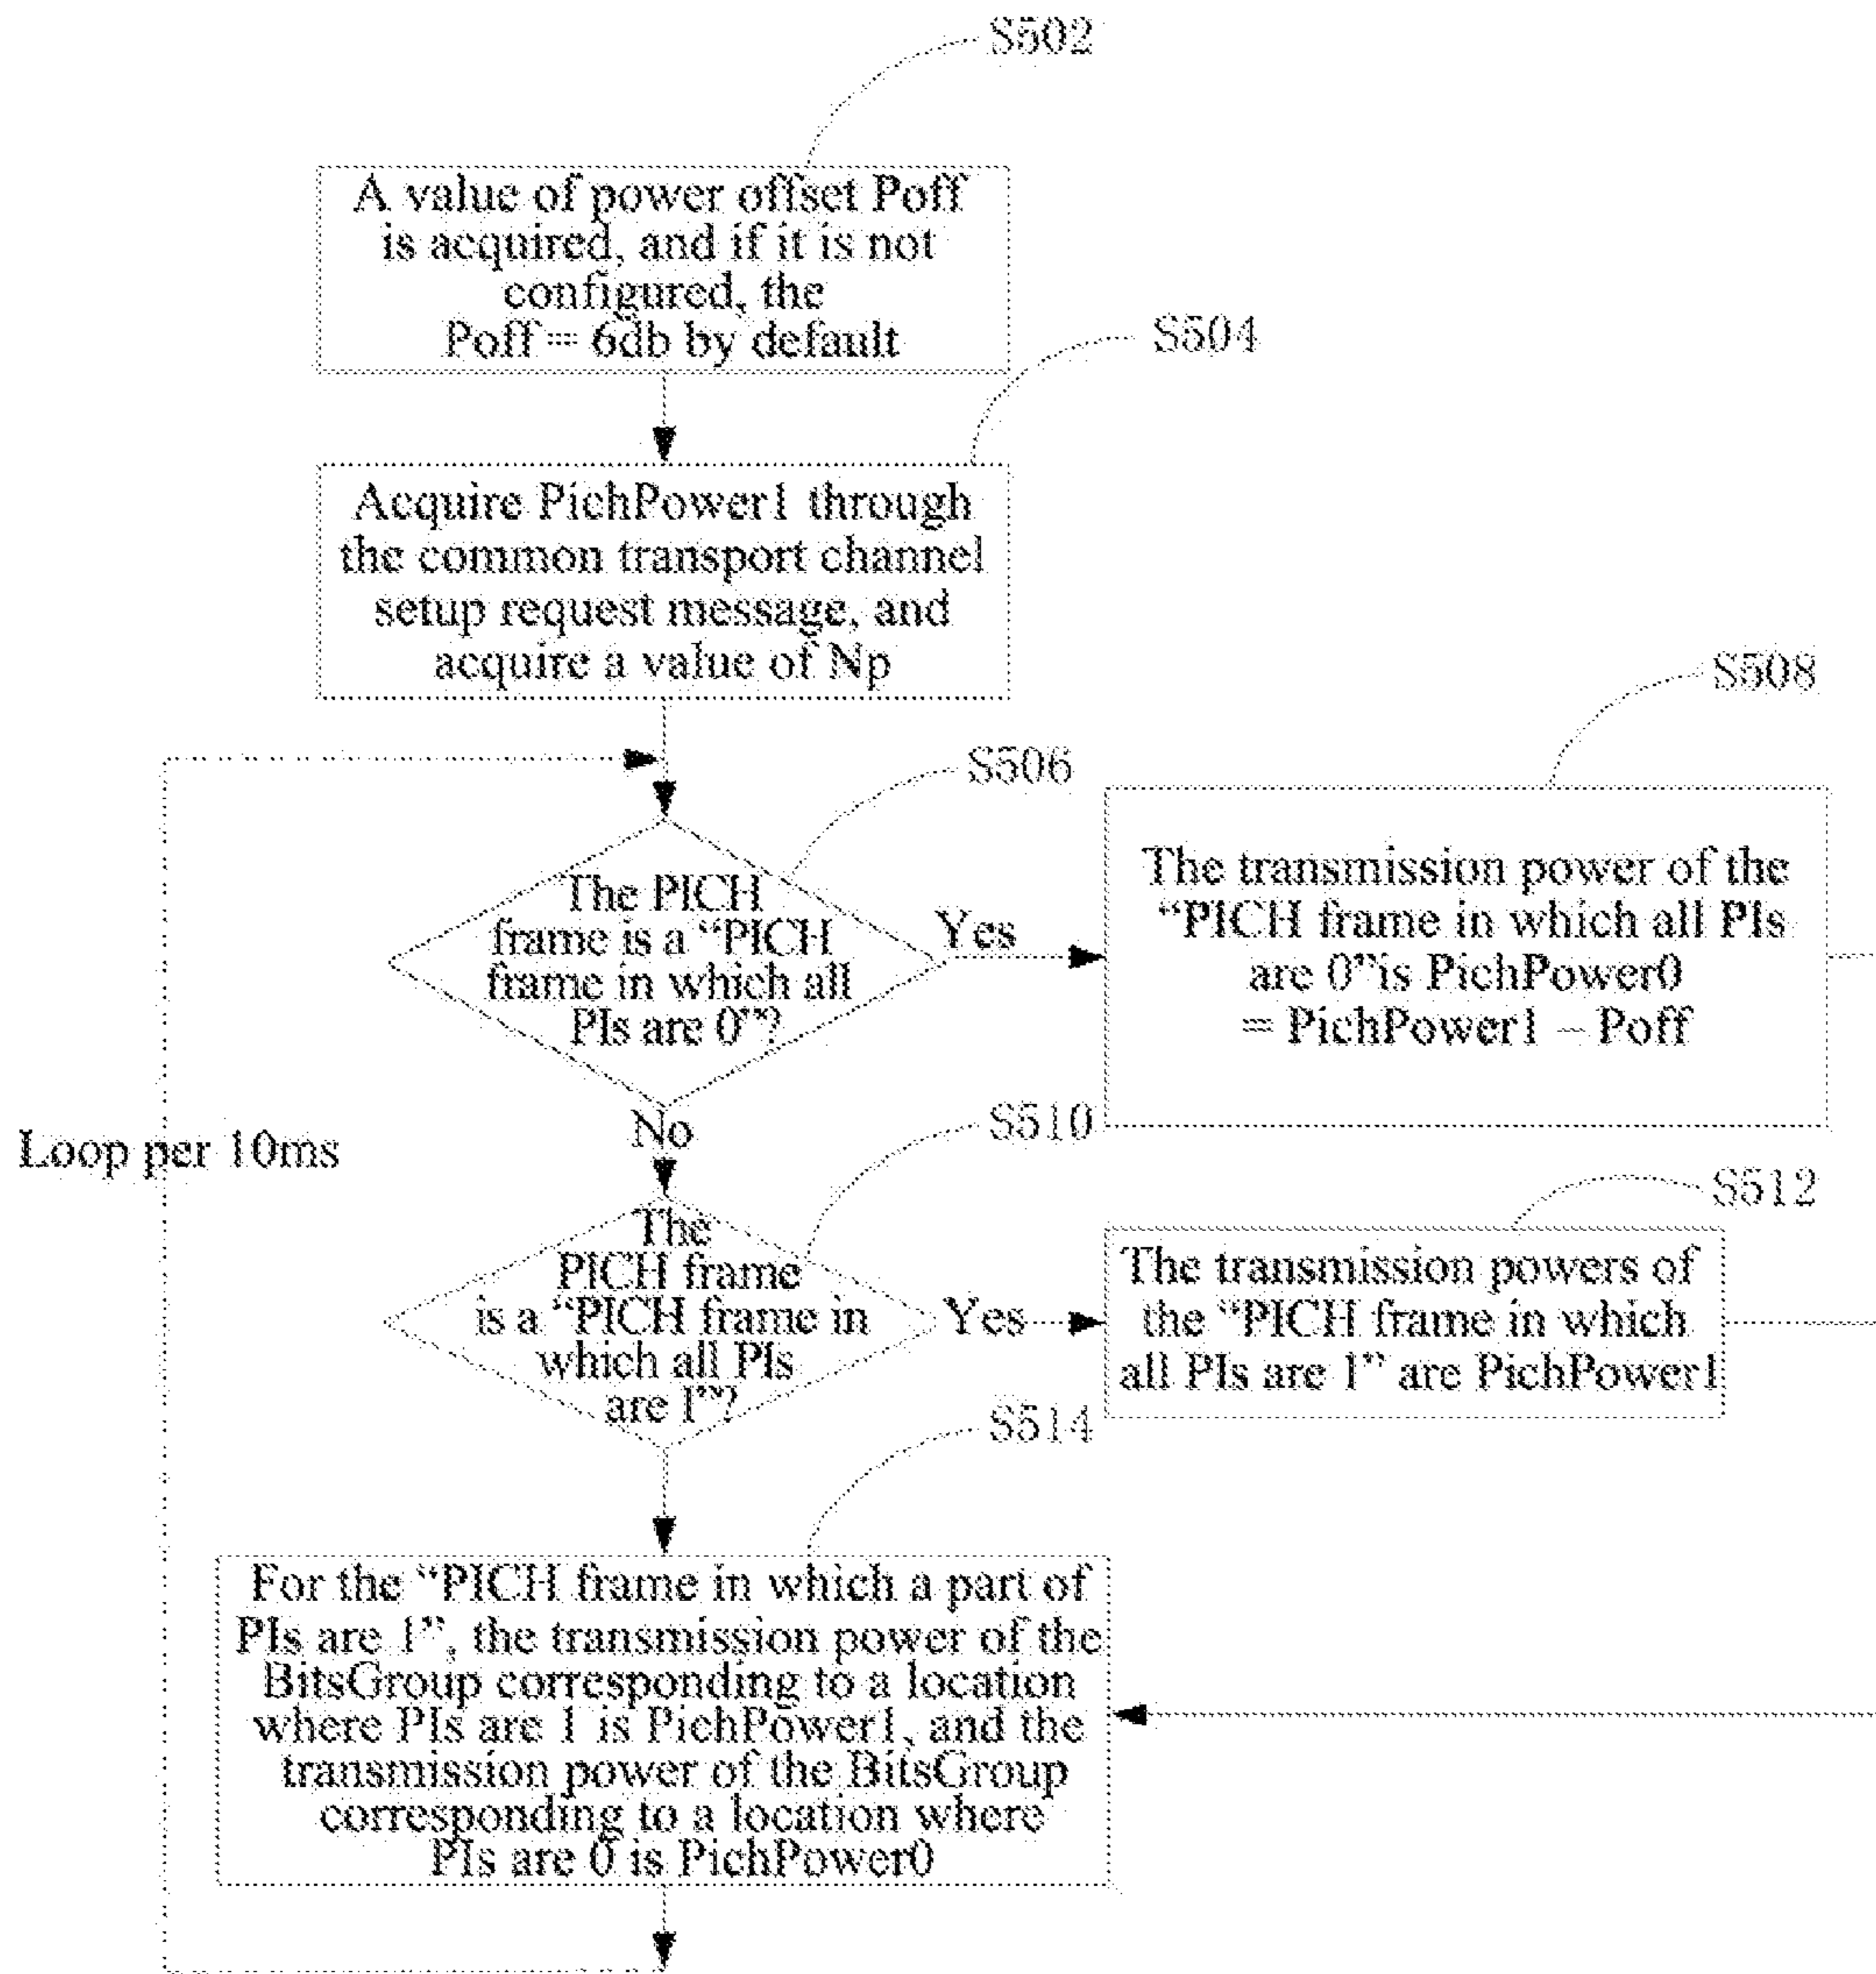 S502
A value of power offset Poff
is acquired, and if it is not
configured, the
Poff = 6db by default
S504
Acquire PichPower1 through
the common transport channel
setup request message, and
acquire a value of Np
S506
The PICH
frame is a “PICH
frame in which all
PIs are 0”?
Yes
S508
The transmission power of the
“PICH frame in which all PIs
are 0”is PichPower0
= PichPower1 – Poff
No
Loop per 10ms
S510
The
PICH frame
is a “PICH frame in
which all PIs
are 1”?
Yes
S512
The transmission powers of
the “PICH frame in which
all PIs are 1” are PichPower1
S514
For the “PICH frame in which a part of
PIs are 1”, the transmission power of the
BitsGroup corresponding to a location
where PIs are 1 is PichPower1, and the
transmission power of the BitsGroup
corresponding to a location where
PIs are 0 is PichPower0